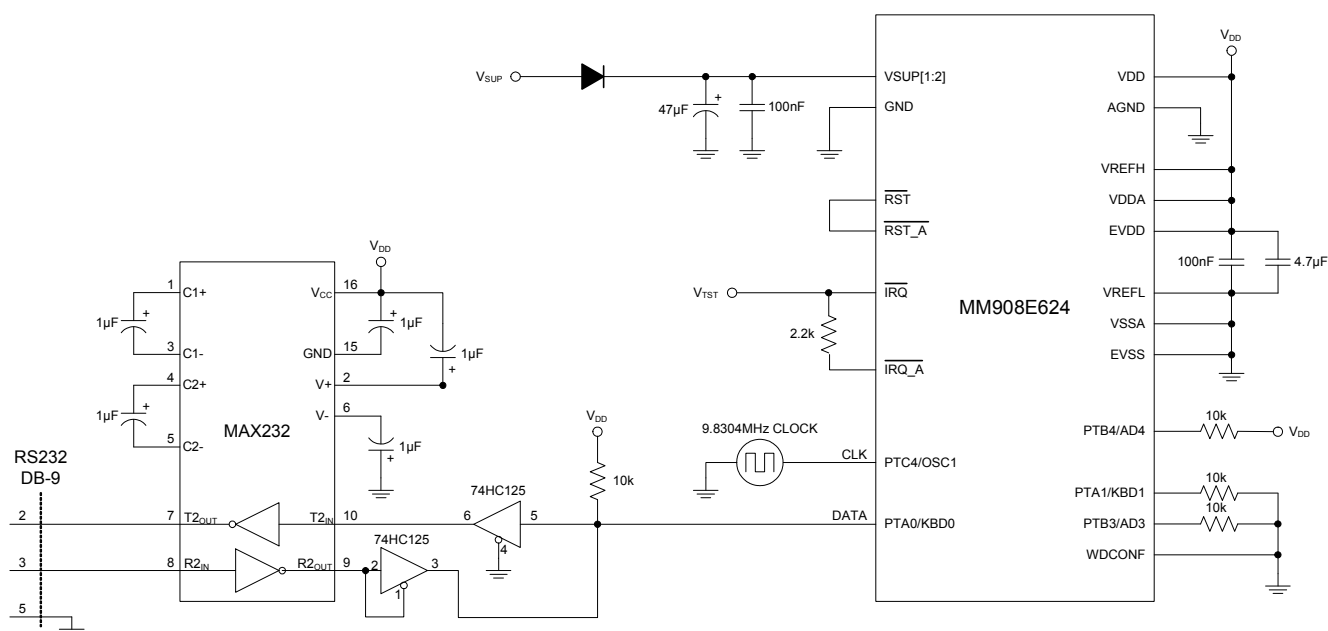 VDD
VSUP
47µF
+
100nF
VSUP[1:2]
GND
VDD
AGND
VREFH
VDDA
EVDD
100nF
4.7µF
VREFL
VSSA
EVSS
RST
RST_A
VTST
IRQ
2.2k
IRQ_A
MM908E624
VDD
1
C1+
VCC
16
1µF
+
+
1µF
3
C1-
GND
15
1µF
+
4
C2+
V+
2
1µF
+
V-
6
MAX232
5
C2-
1µF
+
RS232
DB-9
VDD
10k
9.8304MHz CLOCK
CLK
PTC4/OSC1
PTB4/AD4
10k
VDD
PTA1/KBD1
10k
PTB3/AD3
10k
WDCONF
74HC125
2
7
T2OUT
T2IN
10
6
5
4
DATA
PTA0/KBD0
74HC125
3
8
R2IN
R2OUT
9
2
3
1
5